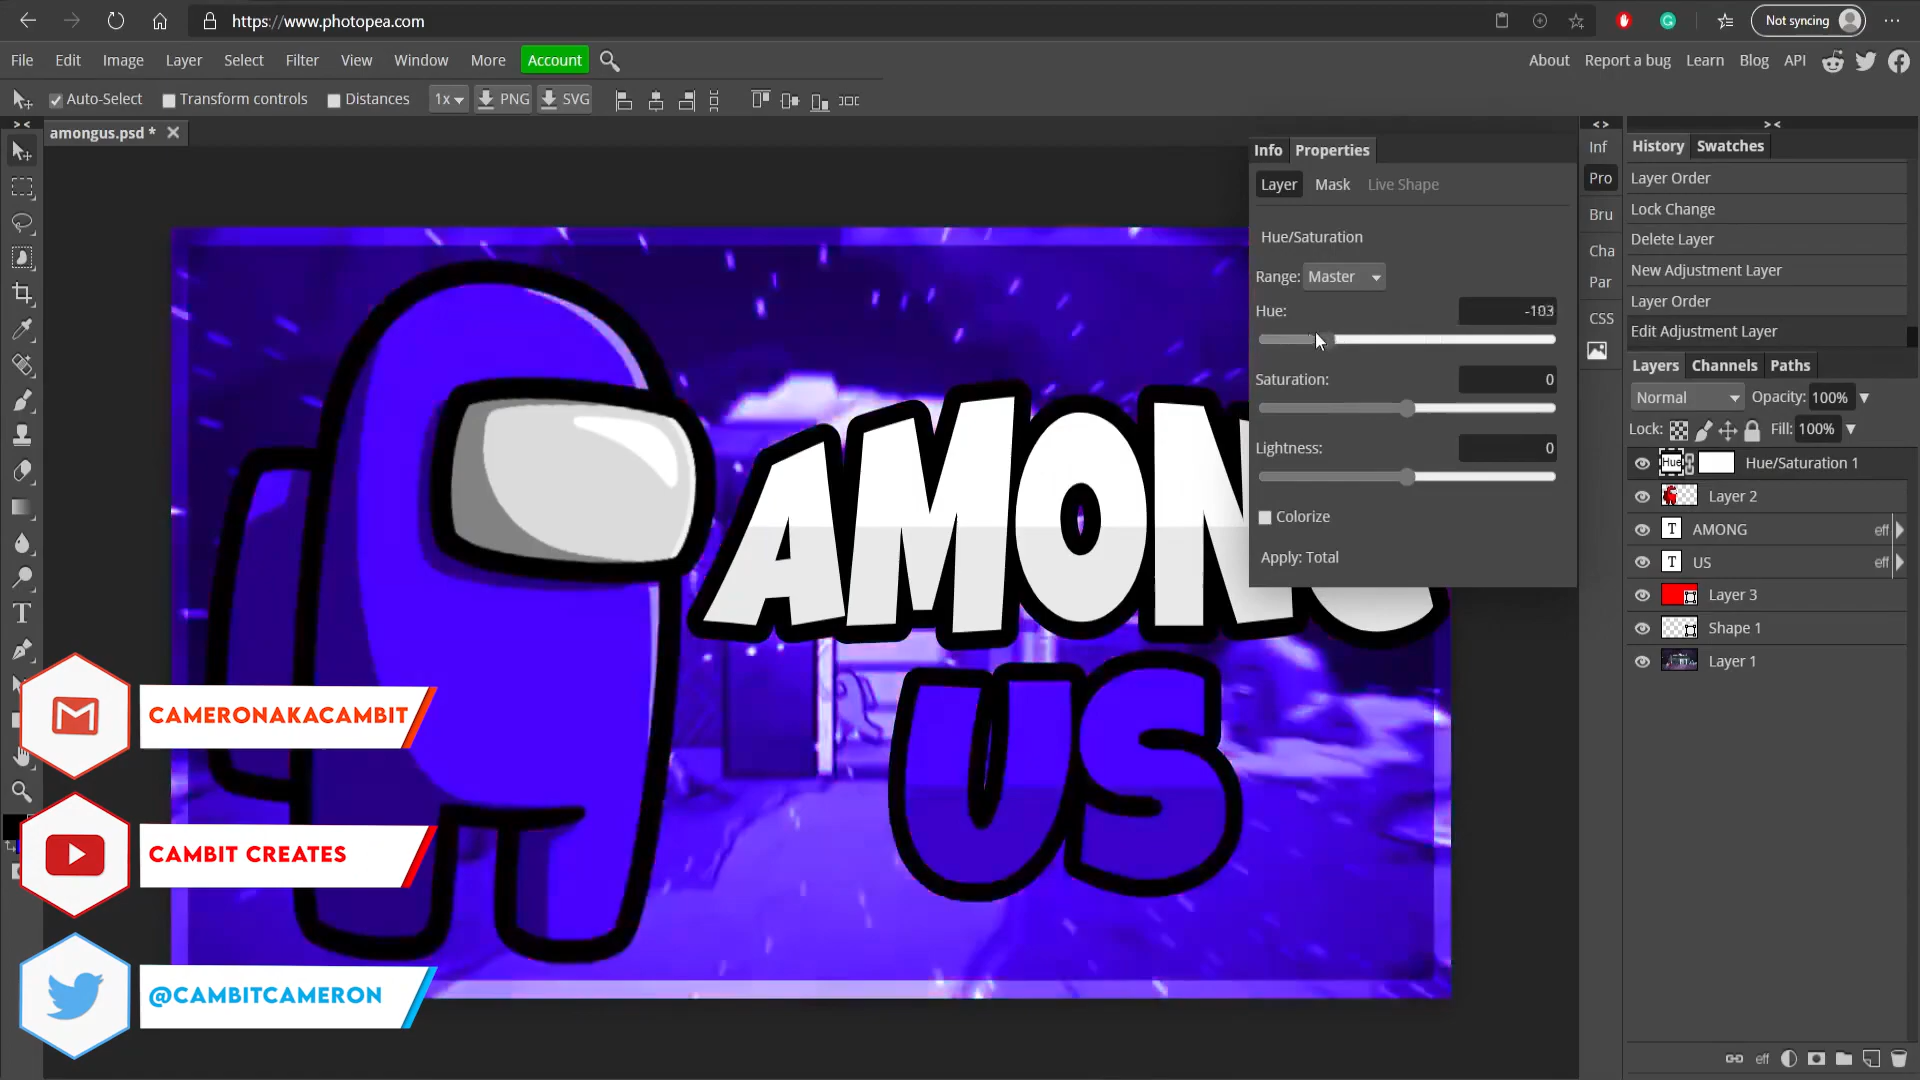 https://www.photopea.com
Not syncing
File Edit Image Layer Select Filter View Window More Account
About Report a bug Learn Blog API
Auto-Select Transform controls Distances 1x PNG SVG
amongus.psd *
Info Properties
Layer Mask Live Shape
Hue/Saturation
Range: Master
Hue: -103
Saturation: 0
Lightness: 0
Colorize
Apply: Total
Inf
Pro
Bru
Cha
Par
CSS
History Swatches
Layer Order
Lock Change
Delete Layer
New Adjustment Layer
Layer Order
Edit Adjustment Layer
Layers Channels Paths
Normal Opacity: 100%
Lock: Fill: 100%
Hue Hue/Saturation 1
Layer 2
T AMONG eff
T US eff
Layer 3
Shape 1
Layer 1
eff
AMONG
US
CAMERONAKACAMBIT
CAMBIT CREATES
@CAMBITCAMERON